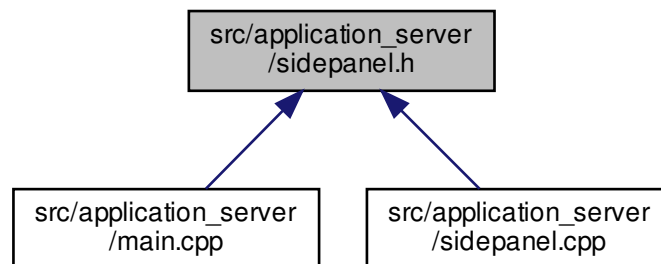 src/application_server
/sidepanel.h
src/application_server
/main.cpp
src/application_server
/sidepanel.cpp